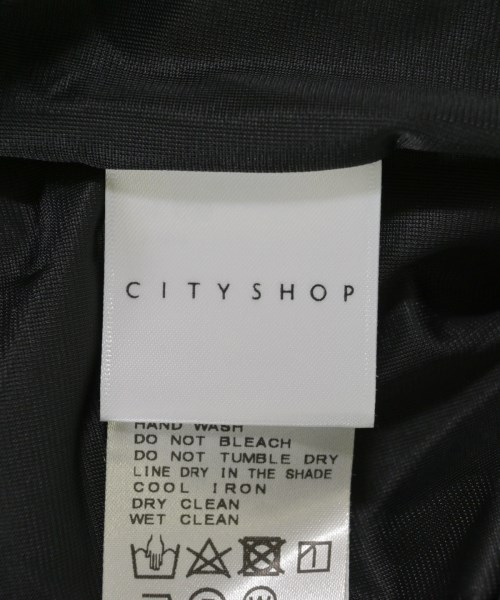 CITYSHOP
HAND WASH
DO NOT BLEACH
DO NOT TUMBLE DRY
LINE DRY IN THE SHADE
COOL IRON
DRY CLEAN
WET CLEAN